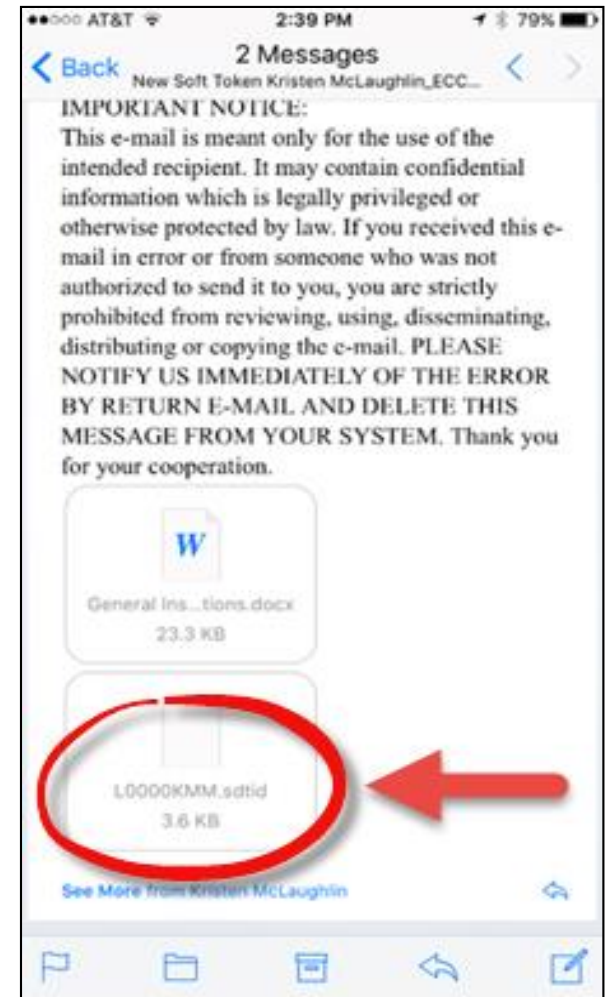 AT&T 2:39 PM 79%
Back 2 Messages
New Soft Token Kristen McLaughlin_ECC...
IMPORTANT NOTICE:
This e-mail is meant only for the use of the
intended recipient. It may contain confidential
information which is legally privileged or
otherwise protected by law. If you received this e-
mail in error or from someone who was not
authorized to send it to you, you are strictly
prohibited from reviewing, using, disseminating,
distributing or copying the e-mail. PLEASE
NOTIFY US IMMEDIATELY OF THE ERROR
BY RETURN E-MAIL AND DELETE THIS
MESSAGE FROM YOUR SYSTEM. Thank you
for your cooperation.
W
General Ins...tions.docx
23.3 KB
L0000KMM.sdtid
3.6 KB
See More from Kristen McLaughlin